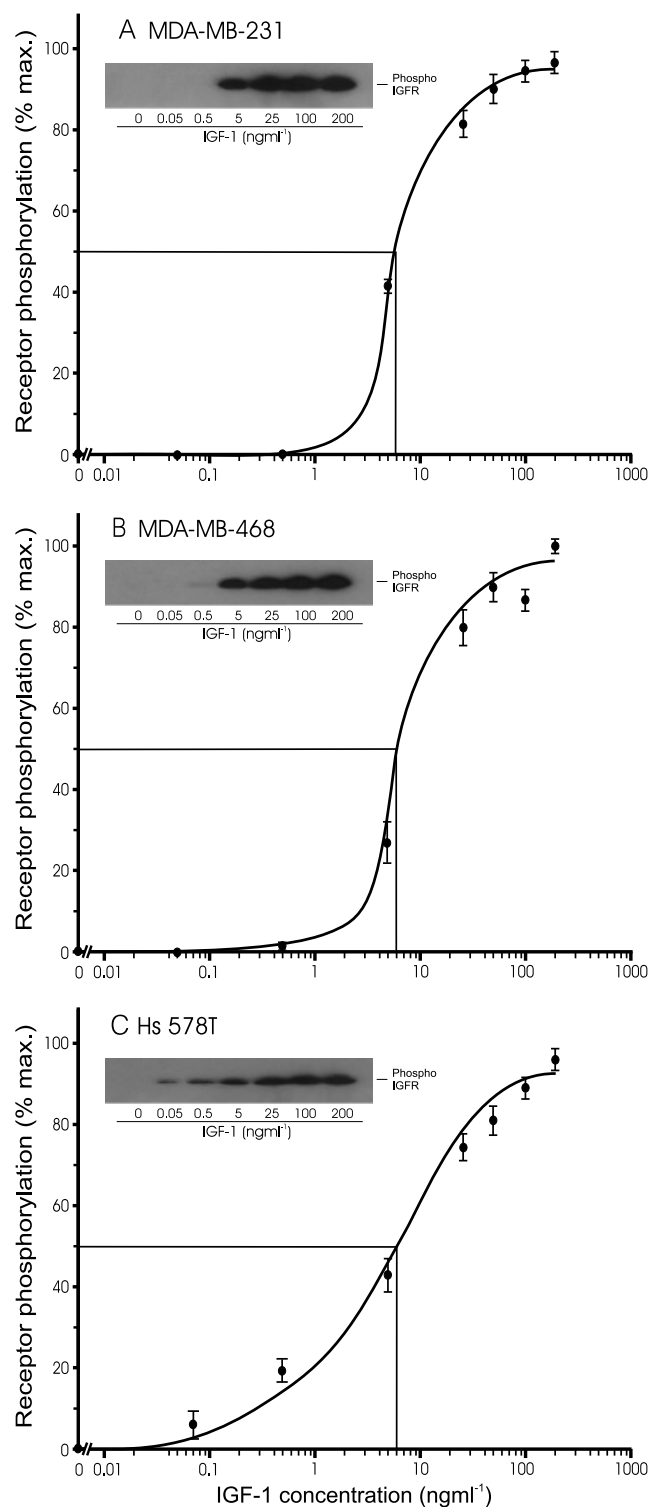 A MDA-MB-231
Receptor phosphorylation (% max.)
100
80
60
40
20
0
Phospho
IGFR
0 0.05 0.5 5 25 100 200
IGF-1 (ngml⁻¹)
0 0.01 0.1 1 10 100 1000
B MDA-MB-468
Receptor phosphorylation (% max.)
100
80
60
40
20
0
Phospho
IGFR
0 0.05 0.5 5 25 100 200
IGF-1 (ngml⁻¹)
0 0.01 0.1 1 10 100 1000
C Hs 578T
Receptor phosphorylation (% max.)
100
80
60
40
20
0
Phospho
IGFR
0 0.05 0.5 5 25 100 200
IGF-1 (ngml⁻¹)
0 0.01 0.1 1 10 100 1000
IGF-1 concentration (ngml⁻¹)